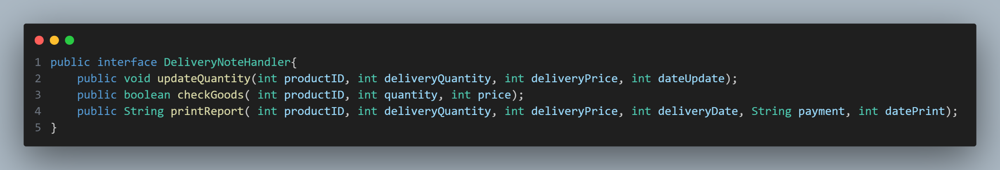 1 public interface DeliveryNoteHandler{
2     public void updateQuantity(int productID, int deliveryQuantity, int deliveryPrice, int dateUpdate);
3     public boolean checkGoods( int productID, int quantity, int price);
4     public String printReport( int productID, int deliveryQuantity, int deliveryPrice, int deliveryDate, String payment, int datePrint);
5 }